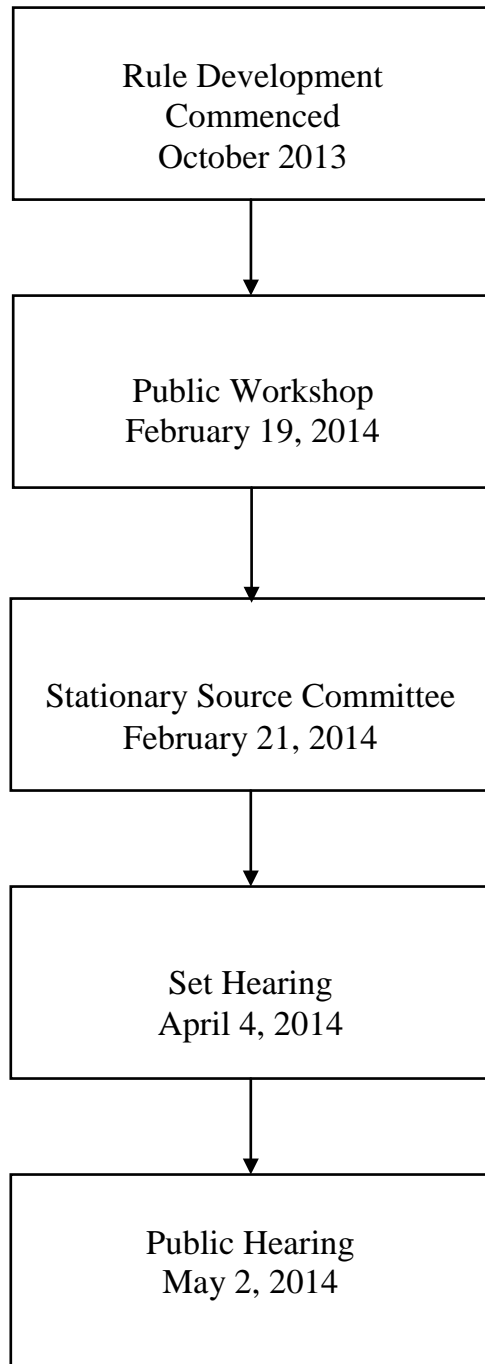 Rule Development
Commenced
October 2013
Public Workshop
February 19, 2014
Stationary Source Committee
February 21, 2014
Set Hearing
April 4, 2014
Public Hearing
May 2, 2014